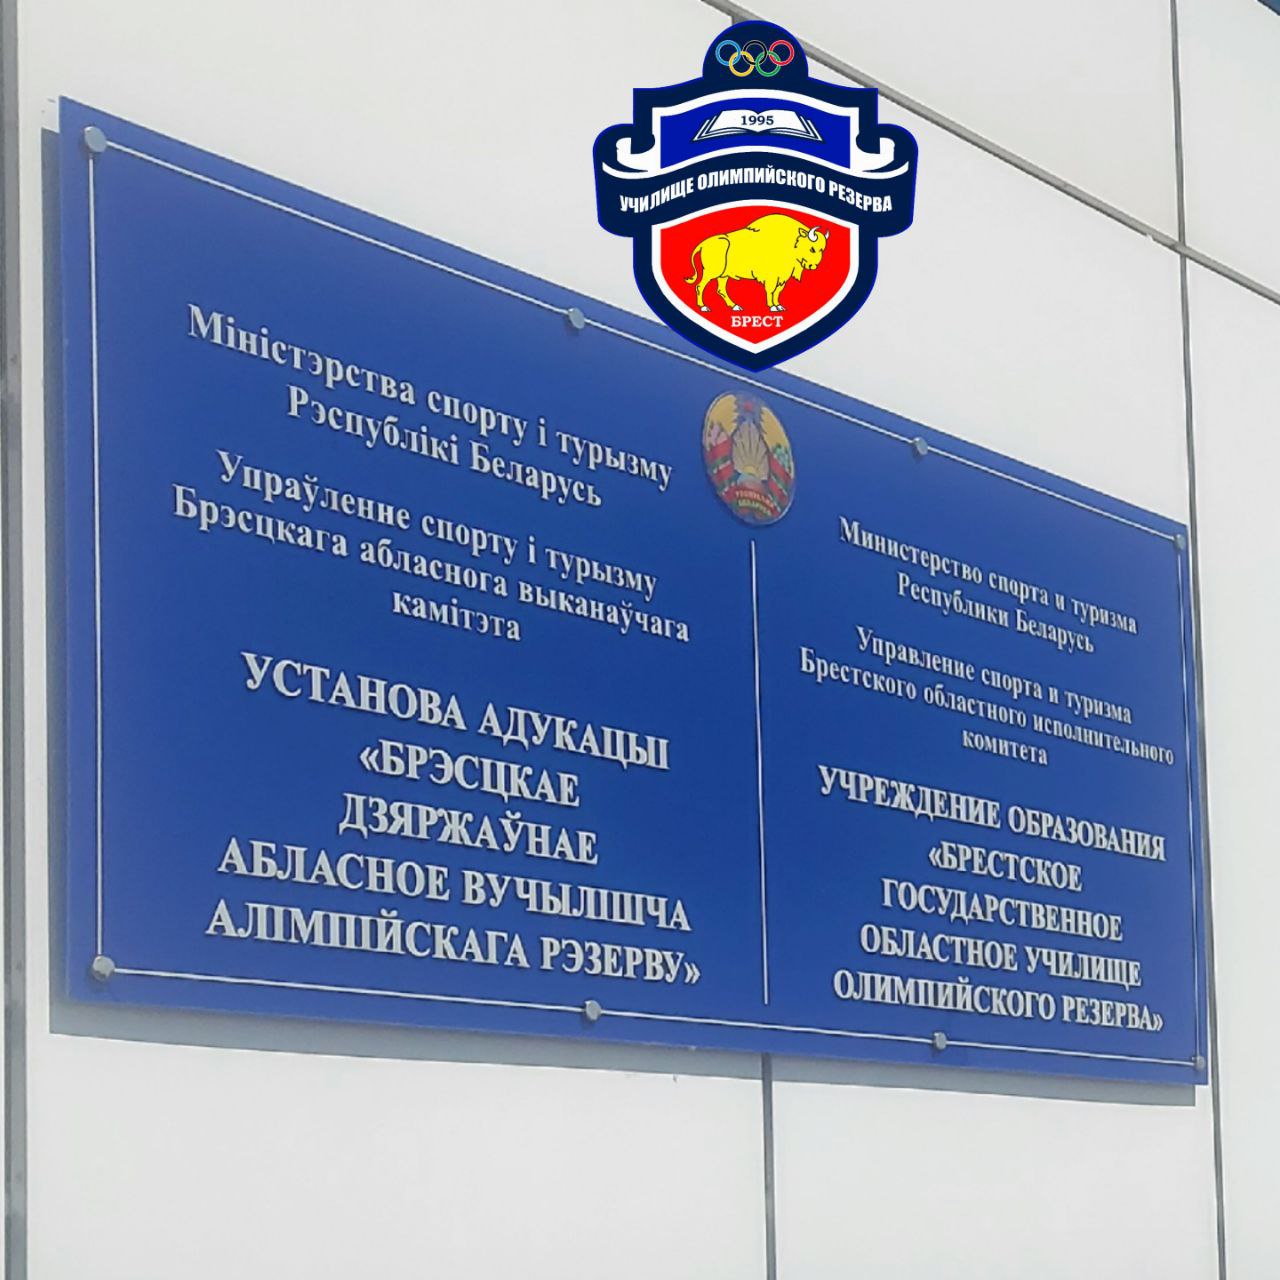 1995
УЧИЛИЩЕ ОЛИМПИЙСКОГО РЕЗЕРВА
БРЕСТ
Міністэрства спорту і турызму
Рэспублікі Беларусь
Упраўленне спорту і турызму
Брэсцкага абласнога выканаўчага
камітэта
УСТАНОВА АДУКАЦЫІ
«БРЭСЦКАЕ
ДЗЯРЖАЎНАЕ
АБЛАСНОЕ ВУЧЫЛІШЧА
АЛІМПІЙСКАГА РЭЗЕРВУ»
РЭСПУБЛІКА
БЕЛАРУСЬ
Министерство спорта и туризма
Республики Беларусь
Управление спорта и туризма
Брестского областного исполнительного
комитета
УЧРЕЖДЕНИЕ ОБРАЗОВАНИЯ
«БРЕСТСКОЕ
ГОСУДАРСТВЕННОЕ
ОБЛАСТНОЕ УЧИЛИЩЕ
ОЛИМПИЙСКОГО РЕЗЕРВА»